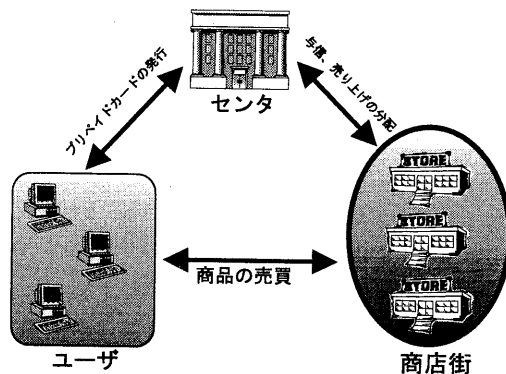 センタ
プリペイドカードの発行
与信、売り上げの分配
STORE
STORE
STORE
商品の売買
ユーザ
商店街